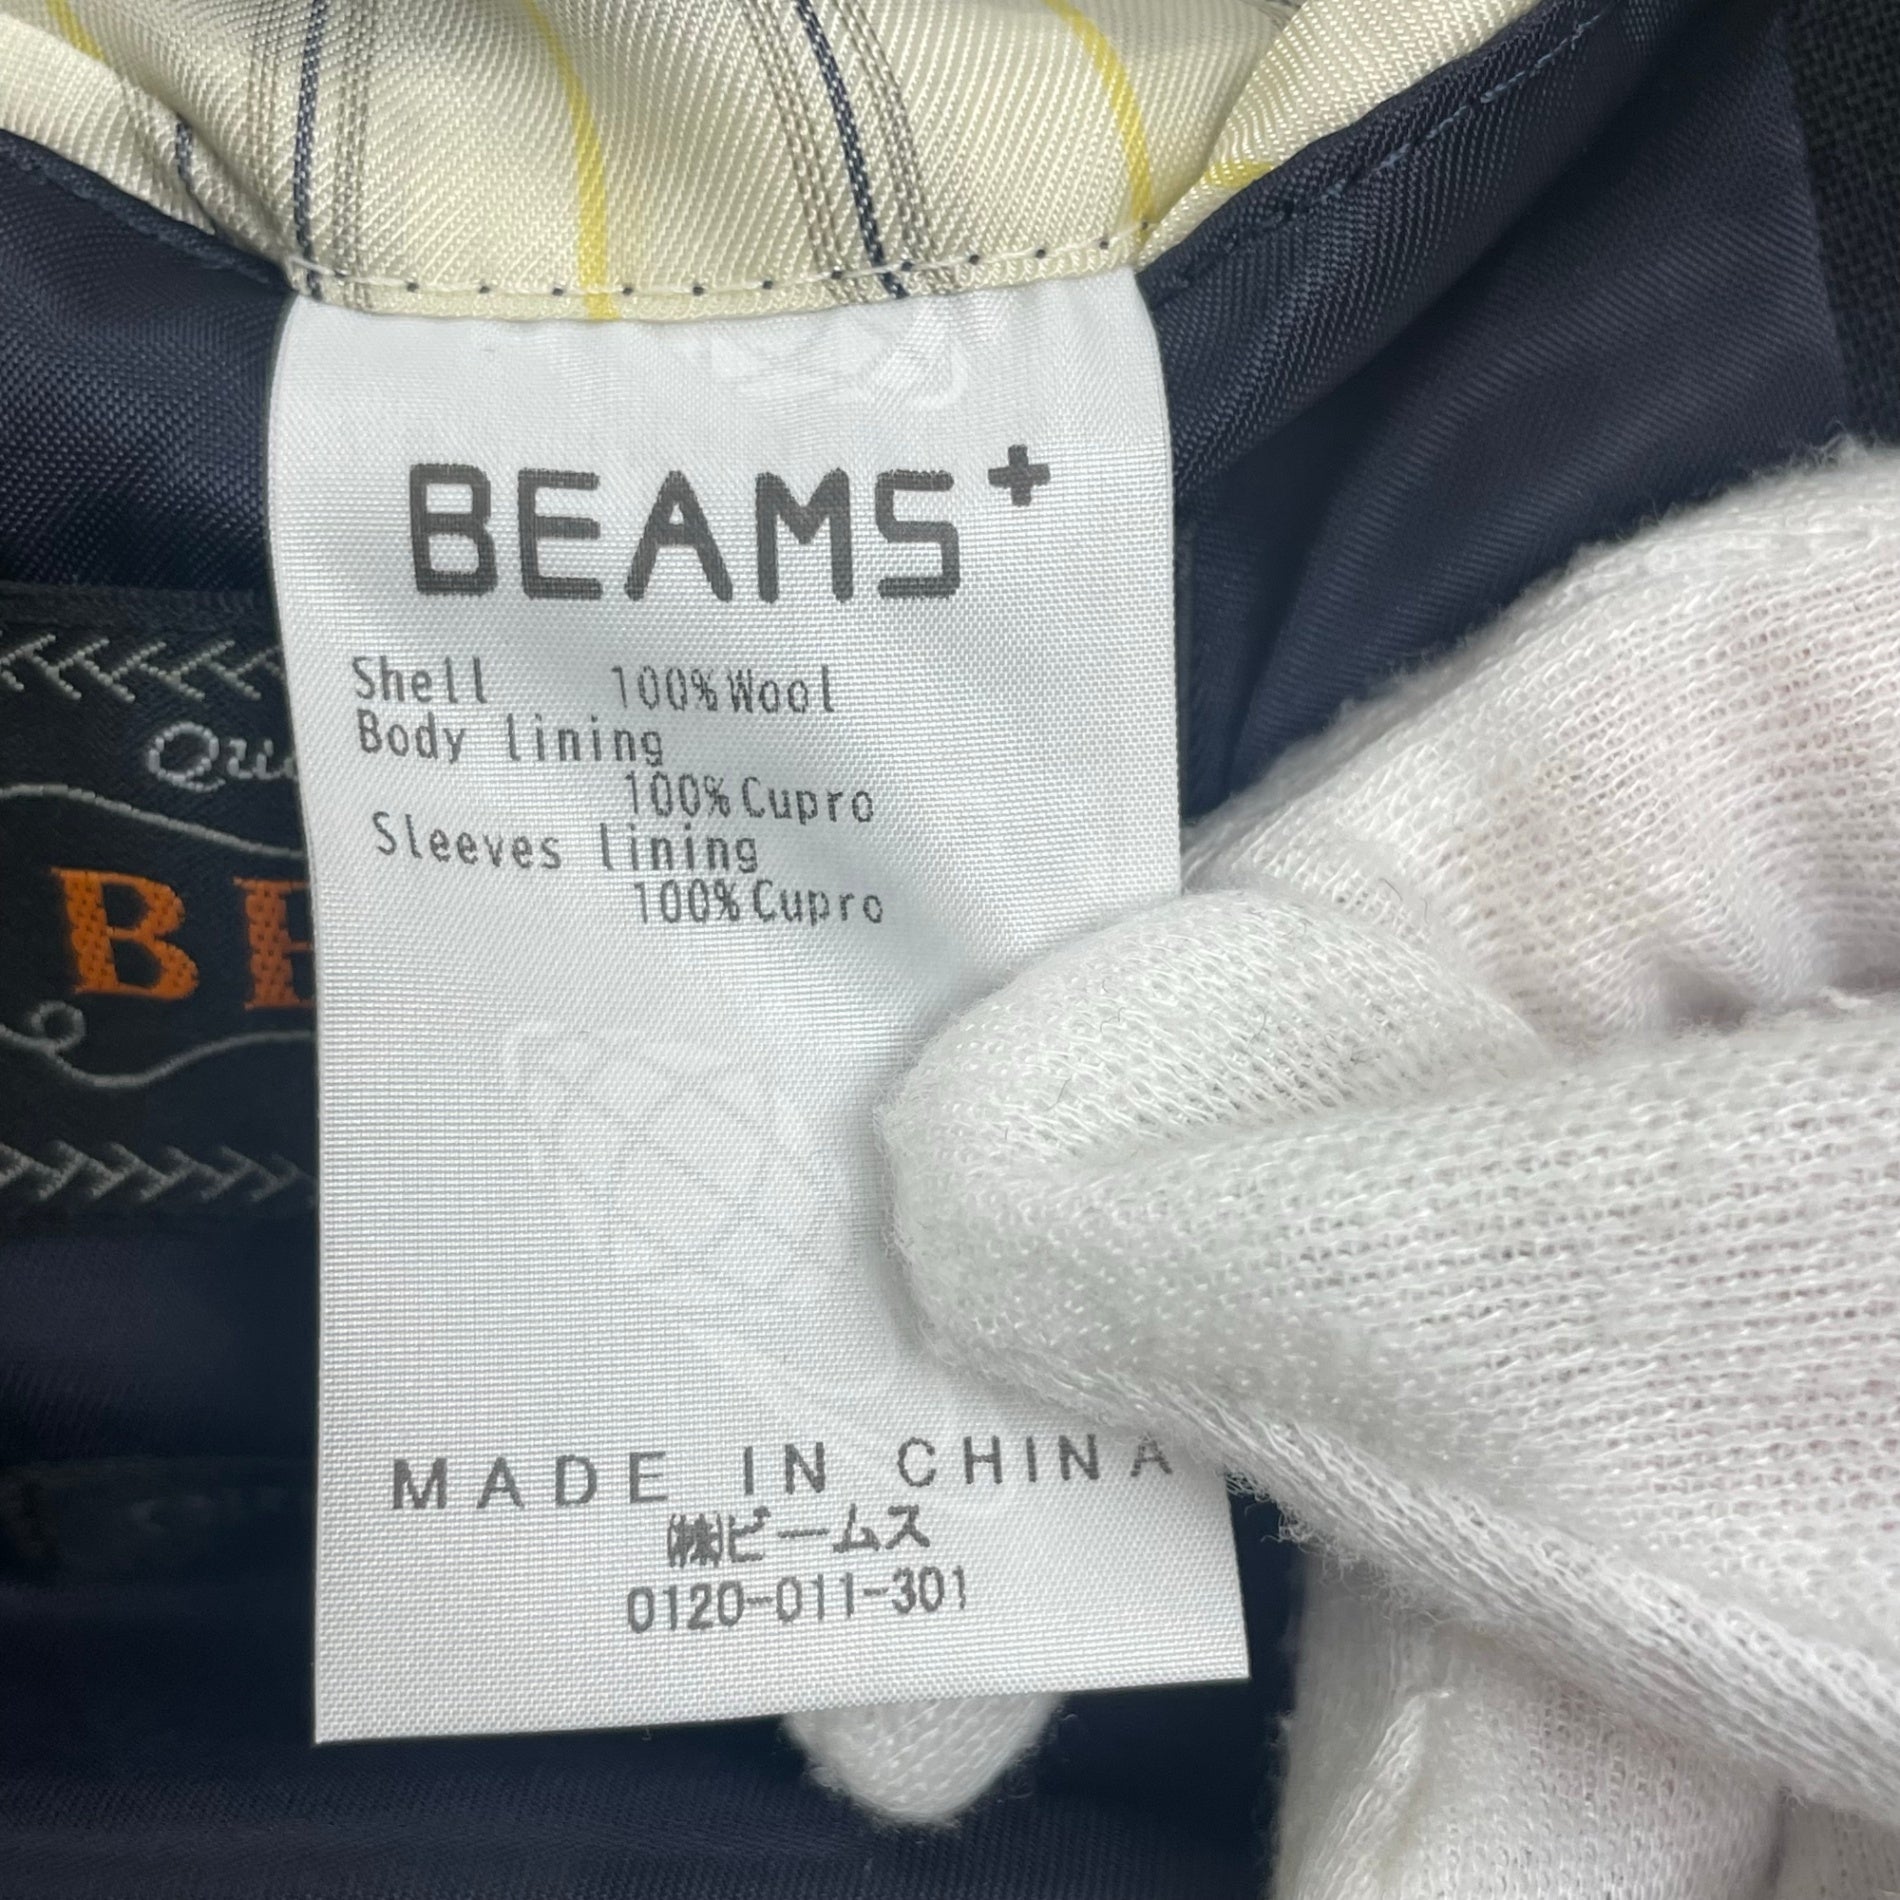 BEAMS+
Shell 100%Wool
Body lining
100%Cupro
Sleeves lining
100%Cupro
MADE IN CHINA
㈱ビームス
0120-011-301